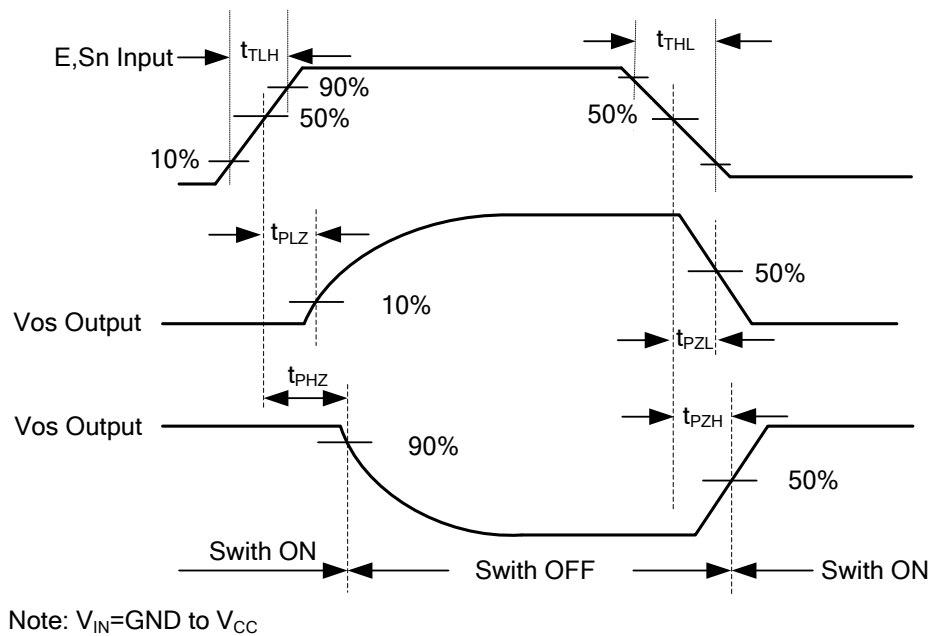 E,Sn Input
tTLH
tTHL
90%
50%
50%
10%
tPLZ
50%
10%
Vos Output
tPZL
tPHZ
tPZH
Vos Output
90%
50%
Swith ON
Swith OFF
Swith ON
Note: VIN=GND to VCC